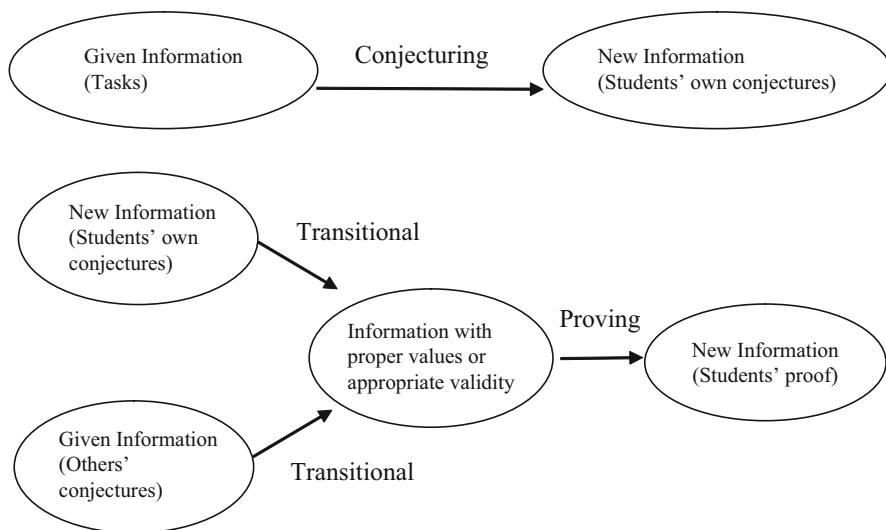 Given Information
(Tasks)
Conjecturing
New Information
(Students’ own conjectures)
New Information
(Students’ own
conjectures)
Transitional
Information with
proper values or
appropriate validity
Proving
New Information
(Students’ proof)
Given Information
(Others’
conjectures)
Transitional